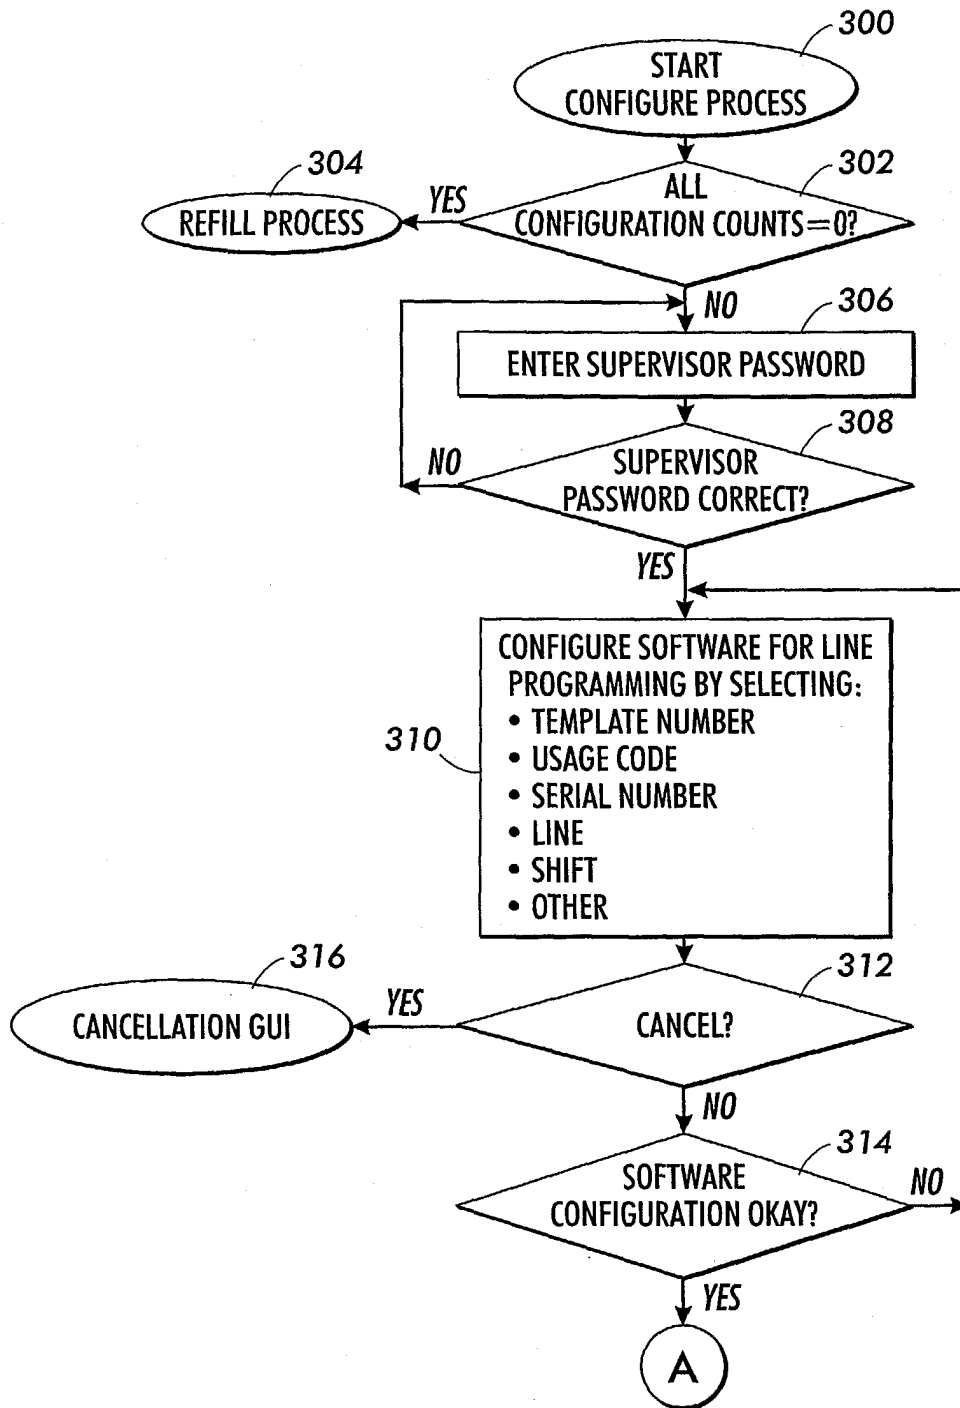 300
START
CONFIGURE PROCESS
304
302
REFILL PROCESS
YES
ALL
CONFIGURATION COUNTS=0?
NO
306
ENTER SUPERVISOR PASSWORD
308
NO
SUPERVISOR
PASSWORD CORRECT?
YES
310
CONFIGURE SOFTWARE FOR LINE
PROGRAMMING BY SELECTING:
• TEMPLATE NUMBER
• USAGE CODE
• SERIAL NUMBER
• LINE
• SHIFT
• OTHER
316
312
CANCELLATION GUI
YES
CANCEL?
NO
314
SOFTWARE
CONFIGURATION OKAY?
NO
YES
A